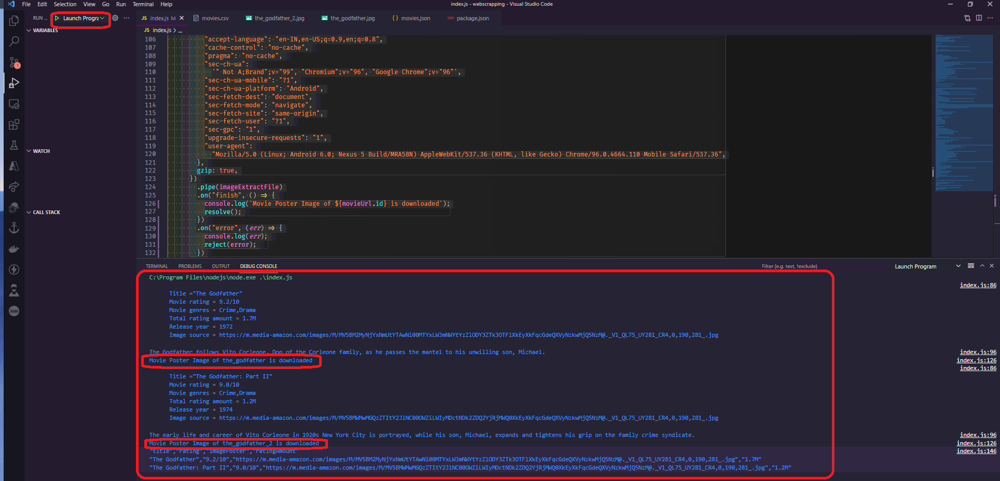 File Edit Selection View Go Run Terminal Help
index.js - webscrapping - Visual Studio Code
RUN ... Launch Progra
JS index.js M
movies.csv
the_godfather_2.jpg
the_godfather.jpg
{} movies.json
package.json
VARIABLES
WATCH
CALL STACK
1
Json
JS index.js > ...
106 "accept-language": "en-IN,en-US;q=0.9,en;q=0.8",
107 "cache-control": "no-cache",
108 "pragma": "no-cache",
109 "sec-ch-ua":
110 '" Not A;Brand";v="99", "Chromium";v="96", "Google Chrome";v="96"',
111 "sec-ch-ua-mobile": "?1",
112 "sec-ch-ua-platform": "Android",
113 "sec-fetch-dest": "document",
114 "sec-fetch-mode": "navigate",
115 "sec-fetch-site": "same-origin",
116 "sec-fetch-user": "?1",
117 "sec-gpc": "1",
118 "upgrade-insecure-requests": "1",
119 "user-agent":
120 "Mozilla/5.0 (Linux; Android 6.0; Nexus 5 Build/MRA58N) AppleWebKit/537.36 (KHTML, like Gecko) Chrome/96.0.4664.110 Mobile Safari/537.36",
121 },
122 gzip: true,
123 })
124 .pipe(imageExtractFile)
125 .on("finish", () => {
126 console.log(`Movie Poster Image of ${movieUrl.id} is downloaded`);
127 resolve();
128 })
129 .on("error", (err) => {
130 console.log(err);
131 reject(error);
132 })
TERMINAL PROBLEMS OUTPUT DEBUG CONSOLE
Filter (e.g. text, !exclude)
Launch Program
C:\Program Files\nodejs\node.exe .\index.js
index.js:86
Title ="The Godfather"
Movie rating = 9.2/10
Movie genres = Crime,Drama
Total rating amount = 1.7M
Release year = 1972
Image source = https://m.media-amazon.com/images/M/MV5BM2MyNjYxNmUtYTAwNi00MTYxLWJmNWYtYzZlODY3ZTk3OTFlXkEyXkFqcGdeQXVyNzkwMjQ5NzM@._V1_QL75_UY281_CR4,0,190,281_.jpg
The Godfather follows Vito Corleone, Don of the Corleone family, as he passes the mantel to his unwilling son, Michael.
index.js:96
Movie Poster Image of the_godfather is downloaded
index.js:126
index.js:86
Title ="The Godfather: Part II"
Movie rating = 9.0/10
Movie genres = Crime,Drama
Total rating amount = 1.2M
Release year = 1974
Image source = https://m.media-amazon.com/images/M/MV5BMWMwMGQzZTItY2JlNC00OWZiLWIyMDctNDk2ZDQ2YjRjMWQ0XkEyXkFqcGdeQXVyNzkwMjQ5NzM@._V1_QL75_UY281_CR4,0,190,281_.jpg
The early life and career of Vito Corleone in 1920s New York City is portrayed, while his son, Michael, expands and tightens his grip on the family crime syndicate.
index.js:96
Movie Poster Image of the_godfather_2 is downloaded
index.js:126
"title","rating","imagePoster","ratingAmount"
index.js:146
"The Godfather","9.2/10","https://m.media-amazon.com/images/M/MV5BM2MyNjYxNmUtYTAwNi00MTYxLWJmNWYtYzZlODY3ZTk3OTFlXkEyXkFqcGdeQXVyNzkwMjQ5NzM@._V1_QL75_UY281_CR4,0,190,281_.jpg","1.7M"
"The Godfather: Part II","9.0/10","https://m.media-amazon.com/images/M/MV5BMWMwMGQzZTItY2JlNC00OWZiLWIyMDctNDk2ZDQ2YjRjMWQ0XkEyXkFqcGdeQXVyNzkwMjQ5NzM@._V1_QL75_UY281_CR4,0,190,281_.jpg","1.2M"